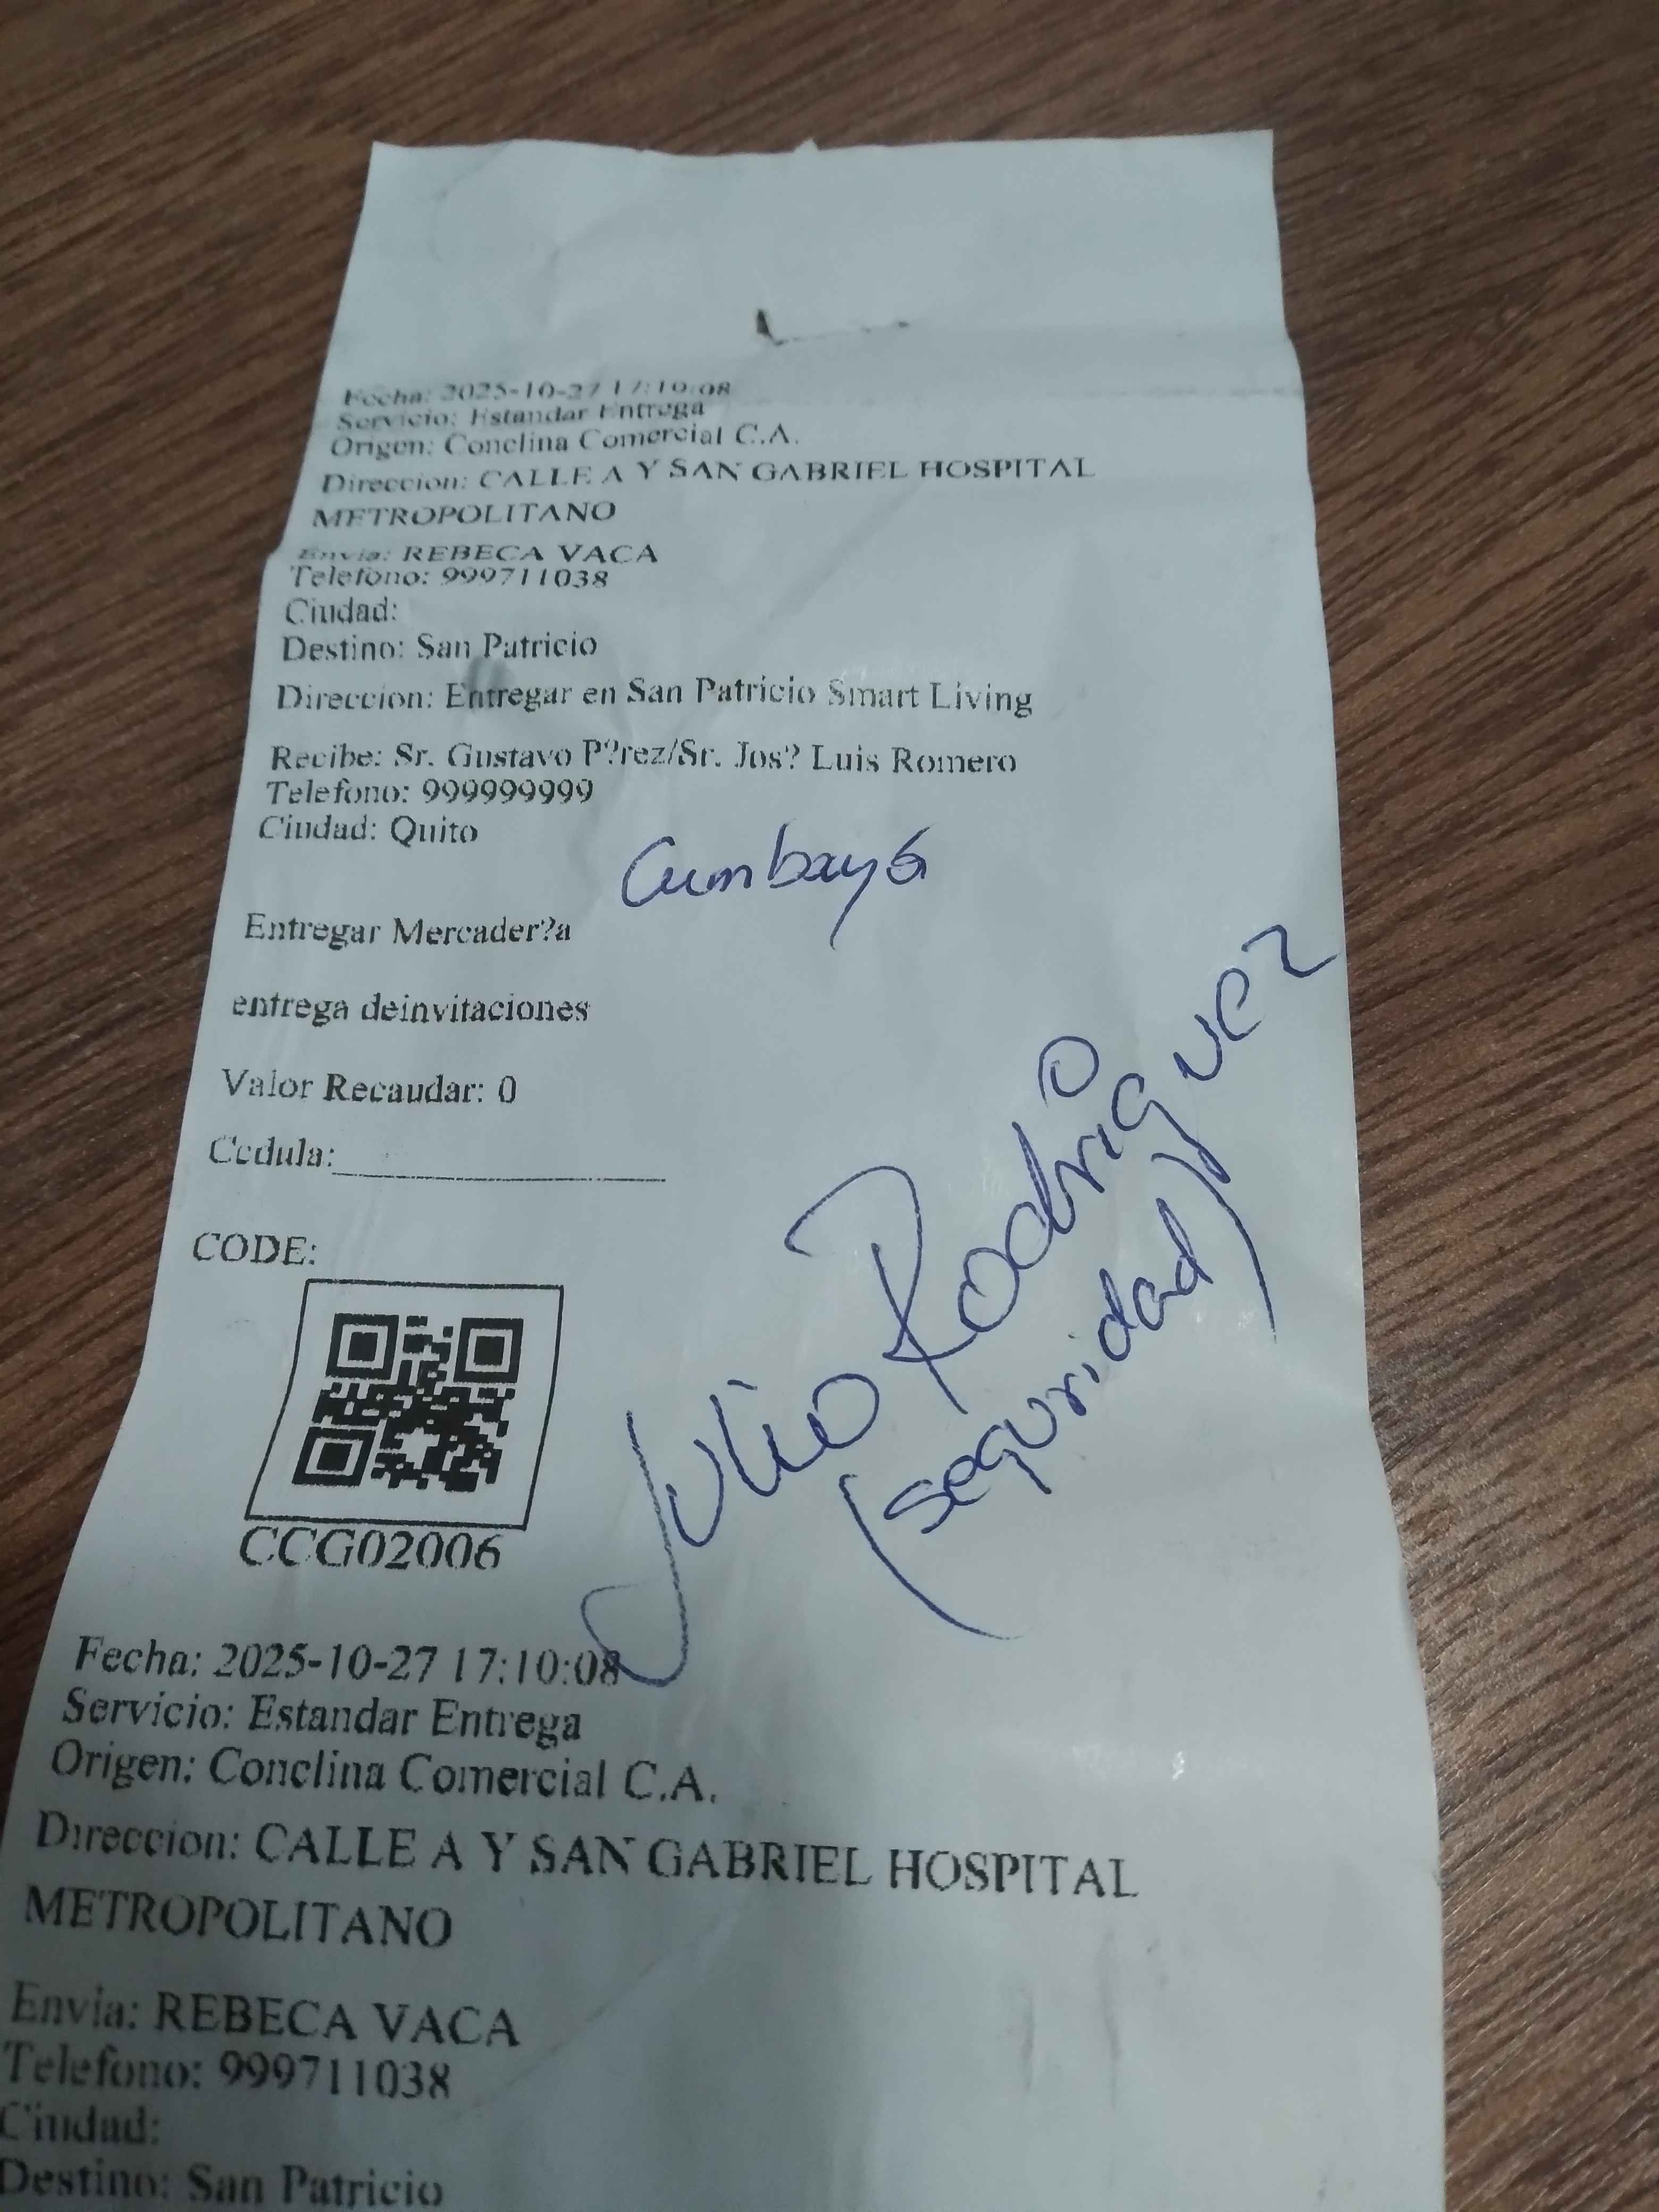 Fecha: 2025-10-27 17:10:08
Servicio: Estandar Entrega
Origen: Conclina Comercial C.A.
Direccion: CALLE A Y SAN GABRIEL HOSPITAL
METROPOLITANO
Envia: REBECA VACA
Telefono: 999711038
Ciudad:
Destino: San Patricio
Direccion: Entregar en San Patricio Smart Living
Recibe: Sr. Gustavo P?rez/Sr. Jos? Luis Romero
Telefono: 999999999
Ciudad: Quito
Cumbayá
Entregar Mercader?a
entrega deinvitaciones
Valor Recaudar: 0
Cedula:
Julio Rodriguez
(seguridad)
CODE:
CCG02006
Fecha: 2025-10-27 17:10:08
Servicio: Estandar Entrega
Origen: Conclina Comercial C.A.
Direccion: CALLE A Y SAN GABRIEL HOSPITAL
METROPOLITANO
Envia: REBECA VACA
Telefono: 999711038
Ciudad:
Destino: San Patricio